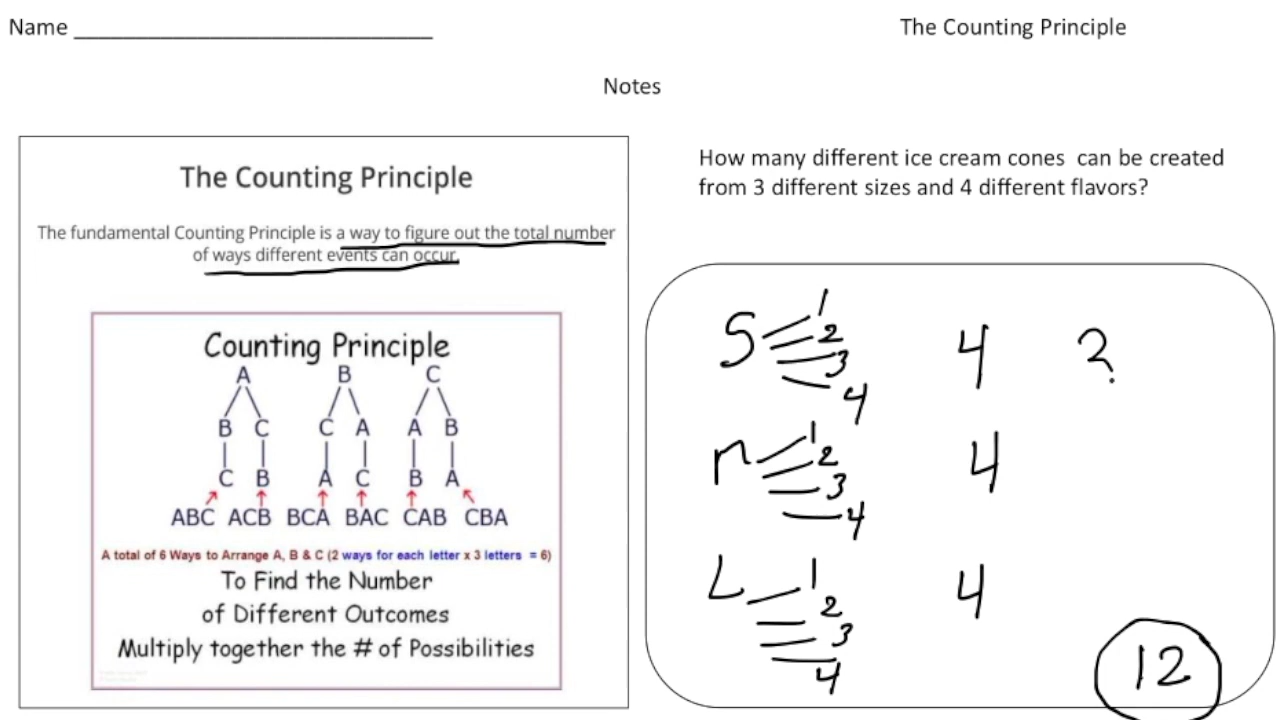 Name ______________________________
The Counting Principle
Notes
The Counting Principle
The fundamental Counting Principle is a way to figure out the total number
of ways different events can occur.
Counting Principle
A B C
B C C A A B
C B A C B A
ABC ACB BCA BAC CAB CBA
A total of 6 Ways to Arrange A, B & C (2 ways for each letter x 3 letters = 6)
To Find the Number
of Different Outcomes
Multiply together the # of Possibilities
How many different ice cream cones can be created
from 3 different sizes and 4 different flavors?
1
S 2 4 ?
3
4
1
m 2 4
3
4
L 1 4
2
3
4
12